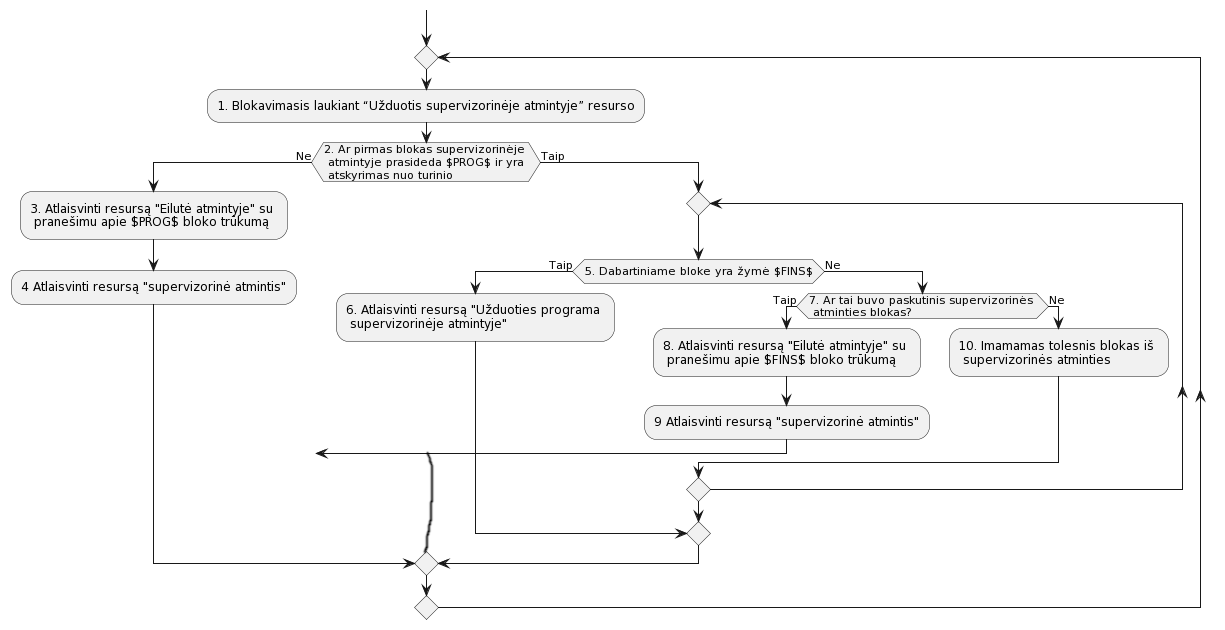 1. Blokavimasis laukiant “Užduotis supervizorinėje atmintyje” resurso
Ne
2. Ar pirmas blokas supervizorinėje
atmintyje prasideda $PROG$ ir yra
atskyrimas nuo turinio
Taip
3. Atlaisvinti resursą "Eilutė atmintyje" su
pranešimu apie $PROG$ bloko trūkumą
4 Atlaisvinti resursą "supervizorinė atmintis"
Taip
5. Dabartiniame bloke yra žymė $FINS$
Ne
6. Atlaisvinti resursą "Užduoties programa
supervizorinėje atmintyje"
Taip
7. Ar tai buvo paskutinis supervizorinės
atminties blokas?
Ne
8. Atlaisvinti resursą "Eilutė atmintyje" su
pranešimu apie $FINS$ bloko trūkumą
9 Atlaisvinti resursą "supervizorinė atmintis"
10. Imamamas tolesnis blokas iš
supervizorinės atminties